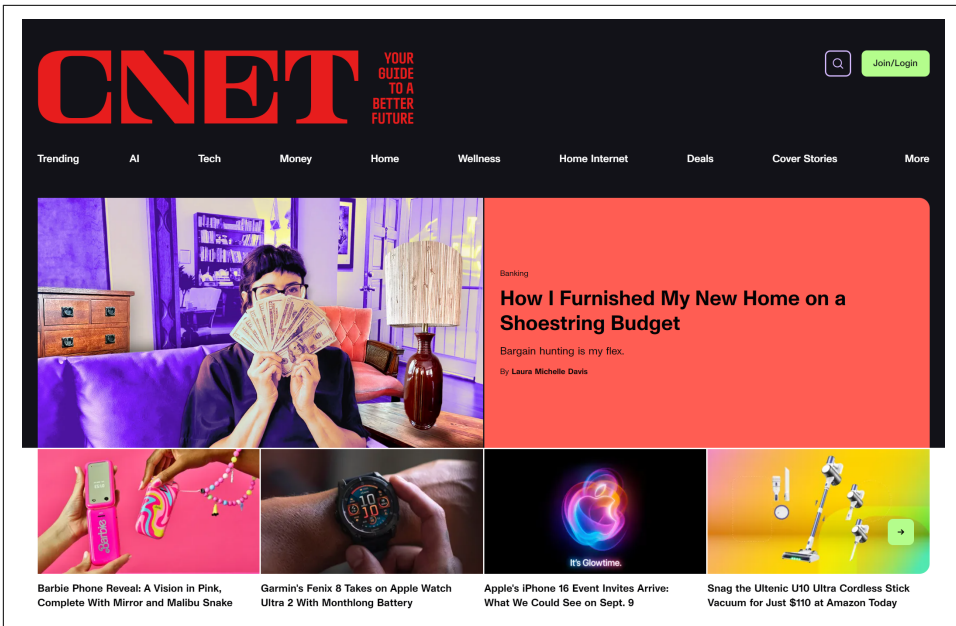 CNET
YOUR
GUIDE
TO A
BETTER
FUTURE
Join/Login
Trending AI Tech Money Home Wellness Home Internet Deals Cover Stories More
Banking
How I Furnished My New Home on a
Shoestring Budget
Bargain hunting is my flex.
By Laura Michelle Davis
Barbie
It's Glowtime.
Barbie Phone Reveal: A Vision in Pink,
Complete With Mirror and Malibu Snake
Garmin's Fenix 8 Takes on Apple Watch
Ultra 2 With Monthlong Battery
Apple's iPhone 16 Event Invites Arrive:
What We Could See on Sept. 9
Snag the Ultenic U10 Ultra Cordless Stick
Vacuum for Just $110 at Amazon Today